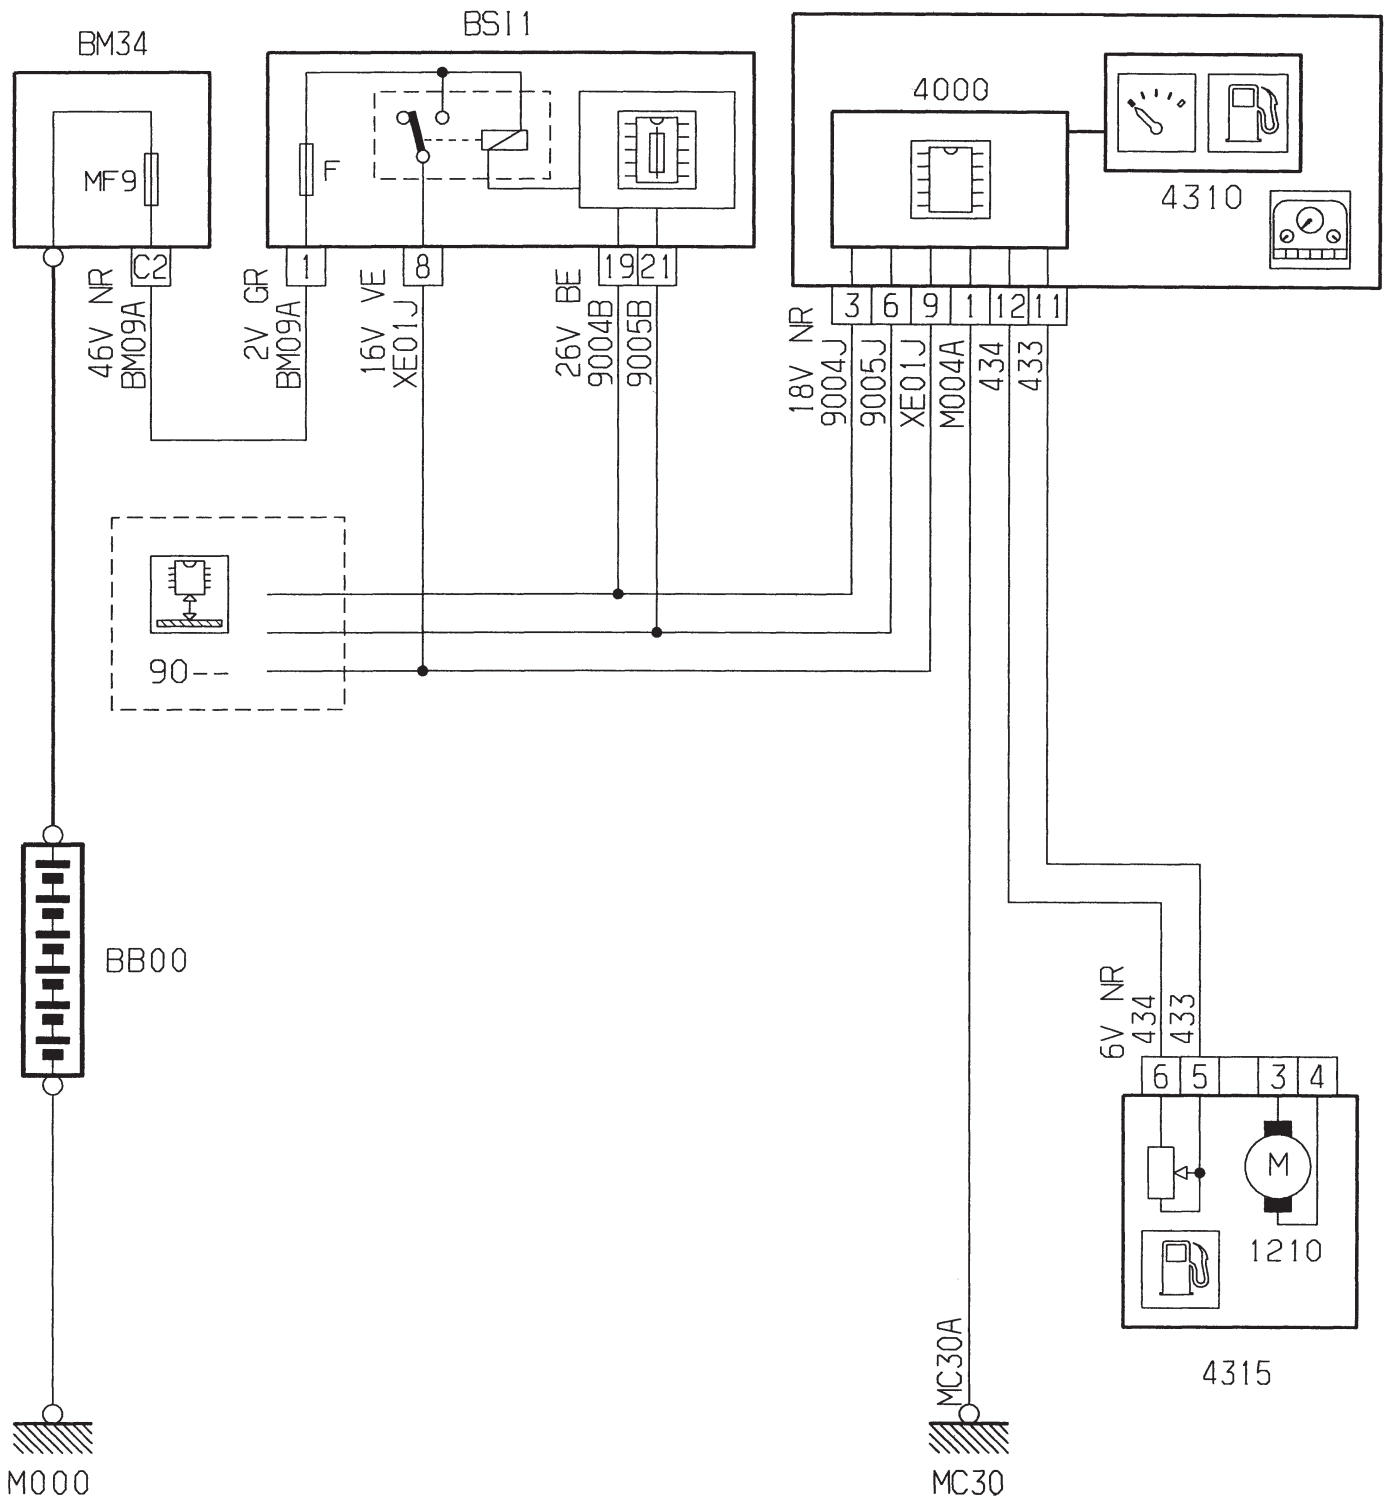 BM34
BSI1
4000
MF9
F
4310
C2
1
8
19
21
3
6
9
1
12
11
46V NR
BM09A
2V GR
BM09A
16V VE
XE01J
26V BE
9004B
9005B
18V NR
9004J
9005J
XE01J
M004A
434
433
90--
BB00
6V NR
434
433
6
5
3
4
M
1210
4315
MC30A
M000
MC30